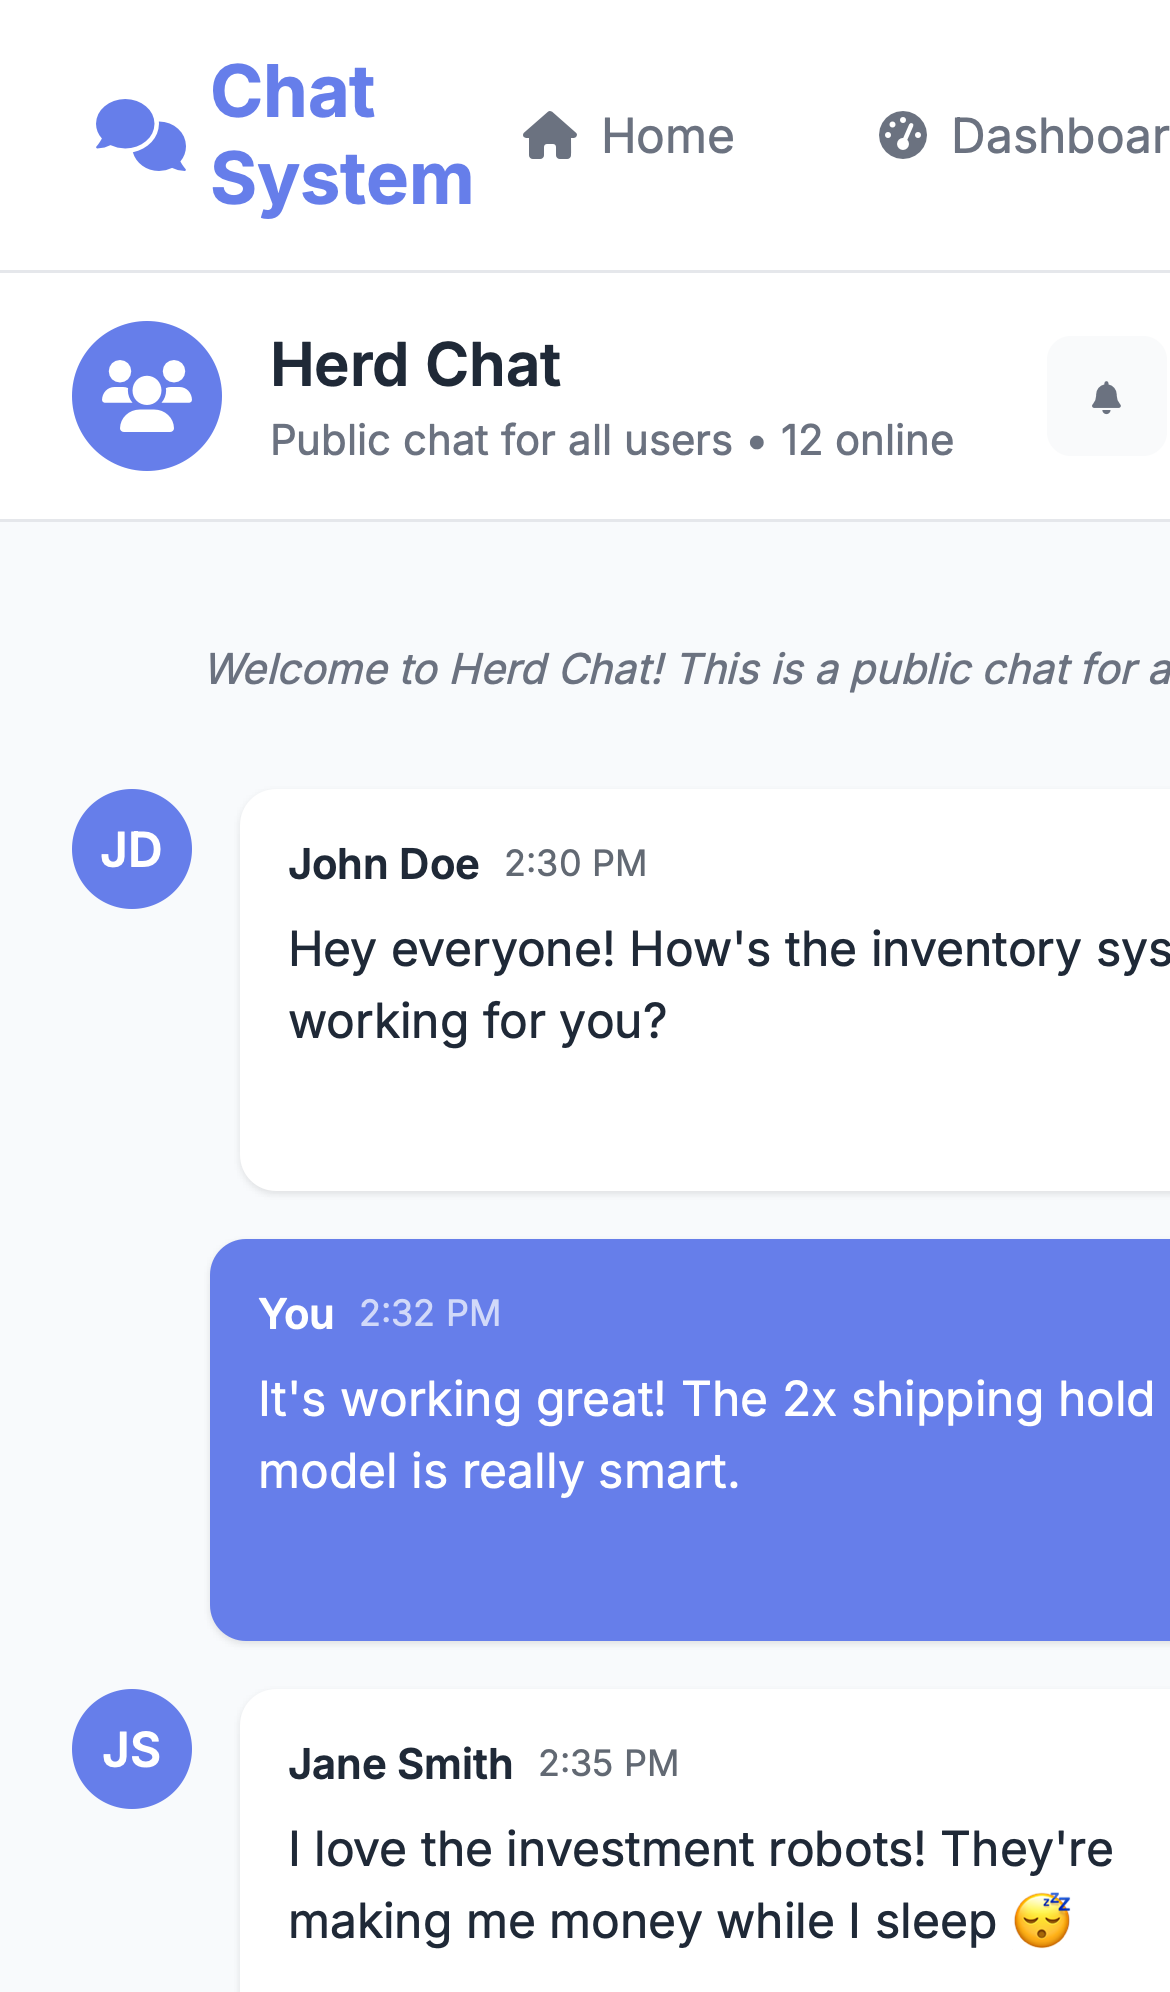 Chat
System
Home
Dashboar
Herd Chat
Public chat for all users • 12 online
Welcome to Herd Chat! This is a public chat for a
JD
John Doe 2:30 PM
Hey everyone! How's the inventory sys
working for you?
You 2:32 PM
It's working great! The 2x shipping hold
model is really smart.
JS
Jane Smith 2:35 PM
I love the investment robots! They're
making me money while I sleep 😴